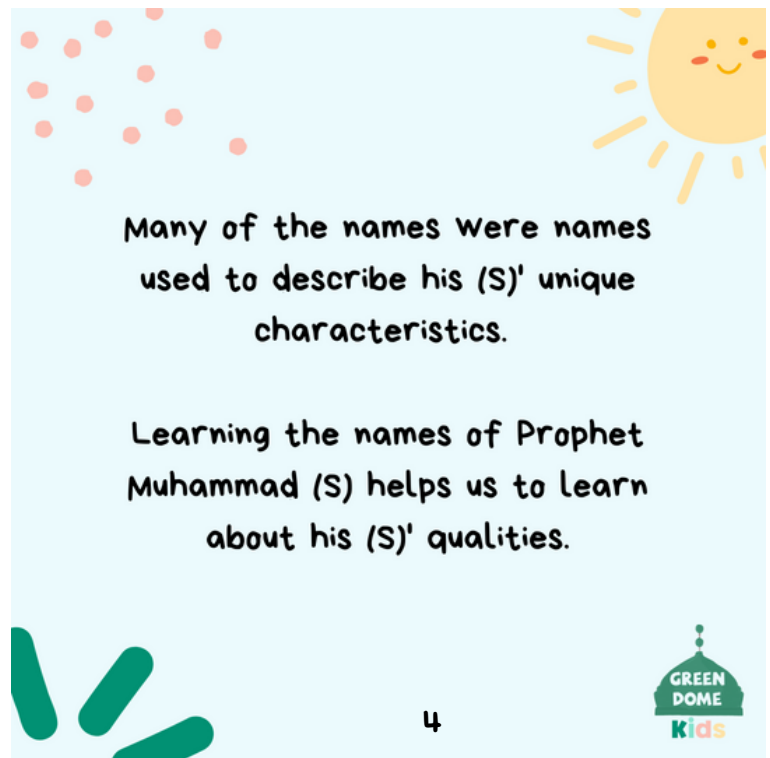 Many of the names were names
used to describe his (S)' unique
characteristics.
Learning the names of Prophet
Muhammad (S) helps us to learn
about his (S)' qualities.
4
GREEN
DOME
Kids